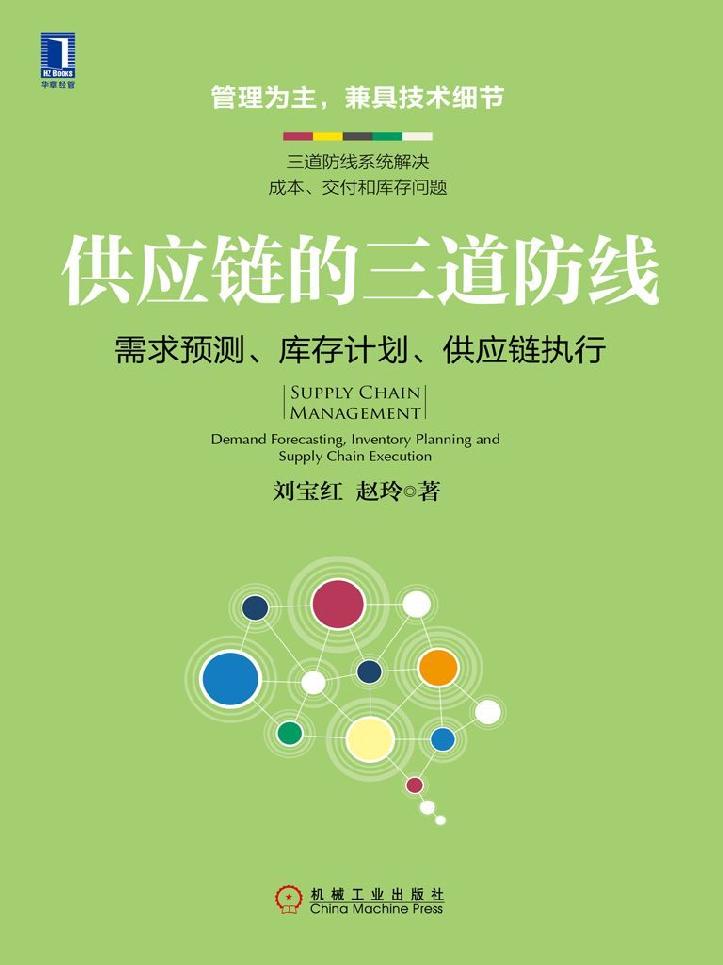 HZ Books
华章经管
管理为主，兼具技术细节
三道防线系统解决
成本、交付和库存问题
供应链的三道防线
需求预测、库存计划、供应链执行
SUPPLY CHAIN
MANAGEMENT
Demand Forecasting, Inventory Planning and
Supply Chain Execution
刘宝红 赵玲◎著
机械工业出版社
China Machine Press